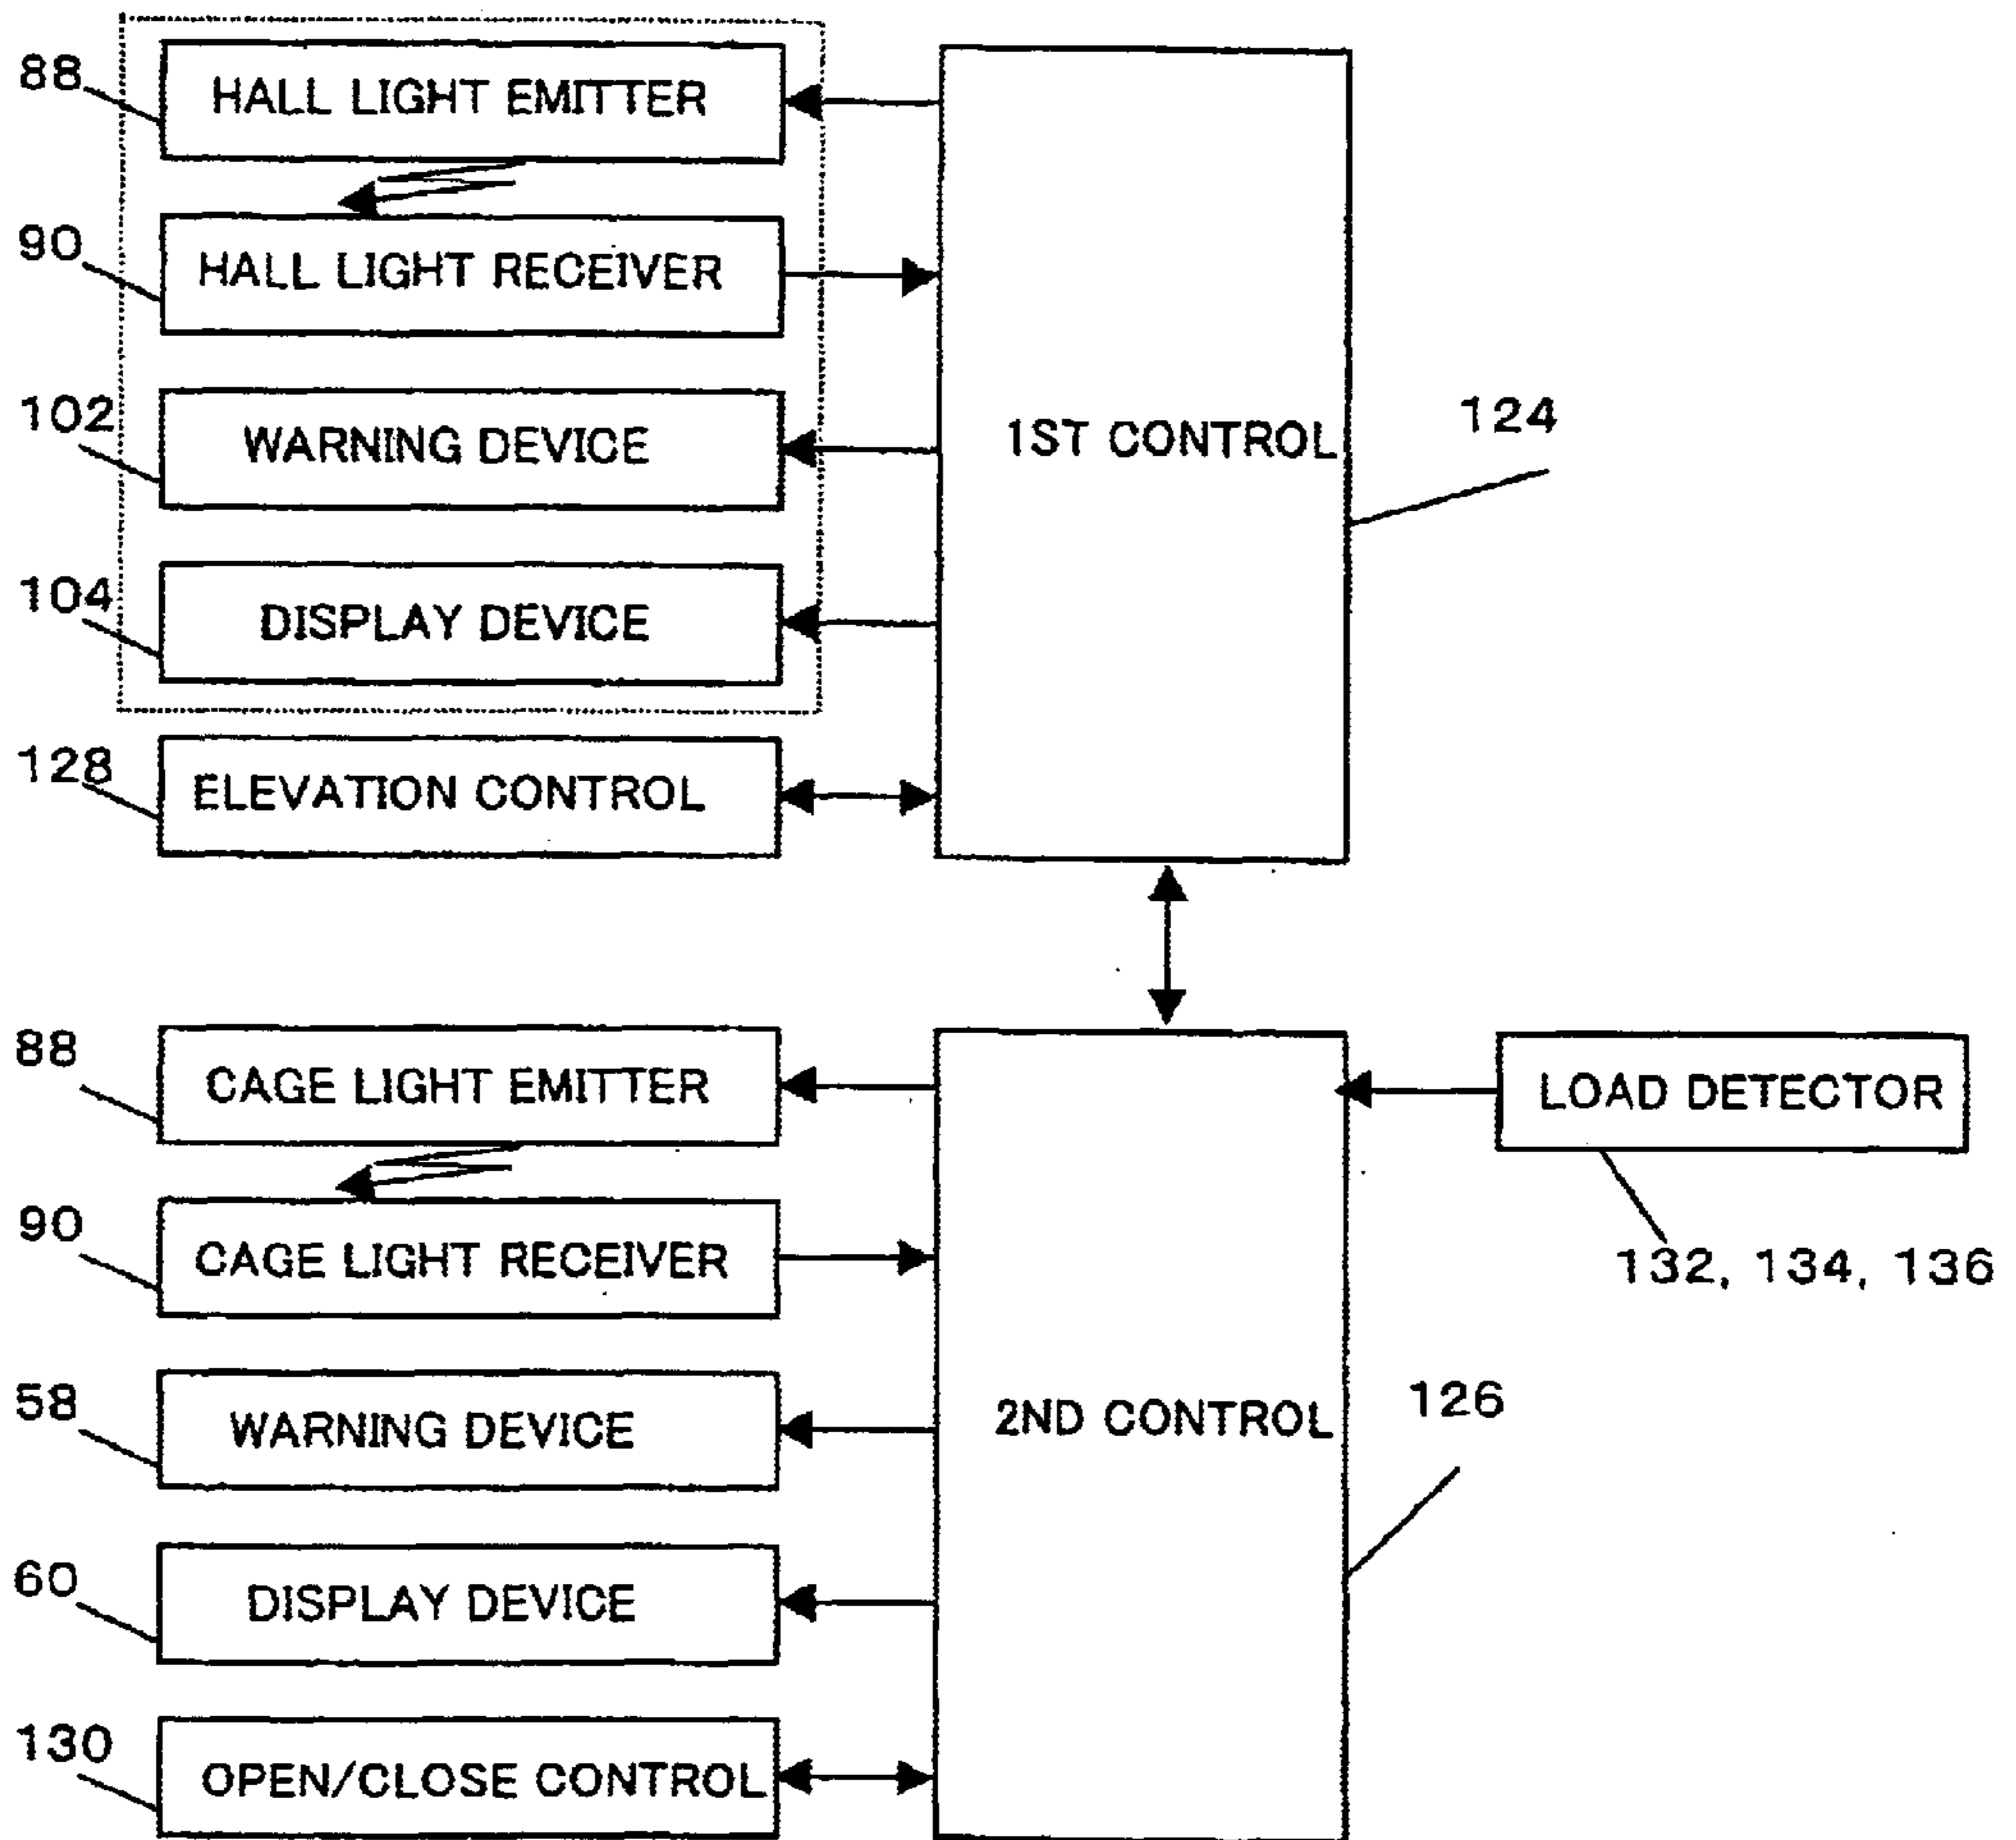 88
HALL LIGHT EMITTER
90
HALL LIGHT RECEIVER
102
WARNING DEVICE
104
DISPLAY DEVICE
128
ELEVATION CONTROL
1ST CONTROL
124
88
CAGE LIGHT EMITTER
90
CAGE LIGHT RECEIVER
58
WARNING DEVICE
60
DISPLAY DEVICE
130
OPEN/CLOSE CONTROL
2ND CONTROL
126
LOAD DETECTOR
132, 134, 136